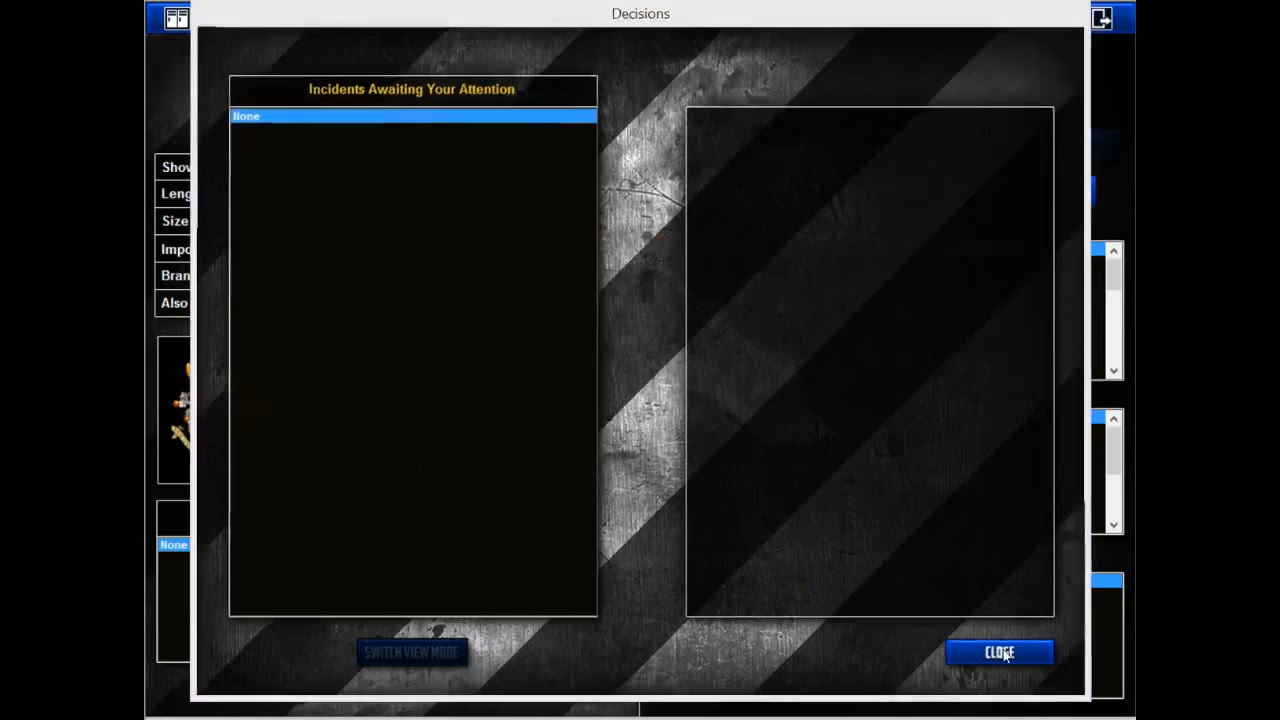 Decisions
Incidents Awaiting Your Attention
None
Show
Leng
Size
Impo
Bran
Also
None
SWITCH VIEW MODE
CLOSE